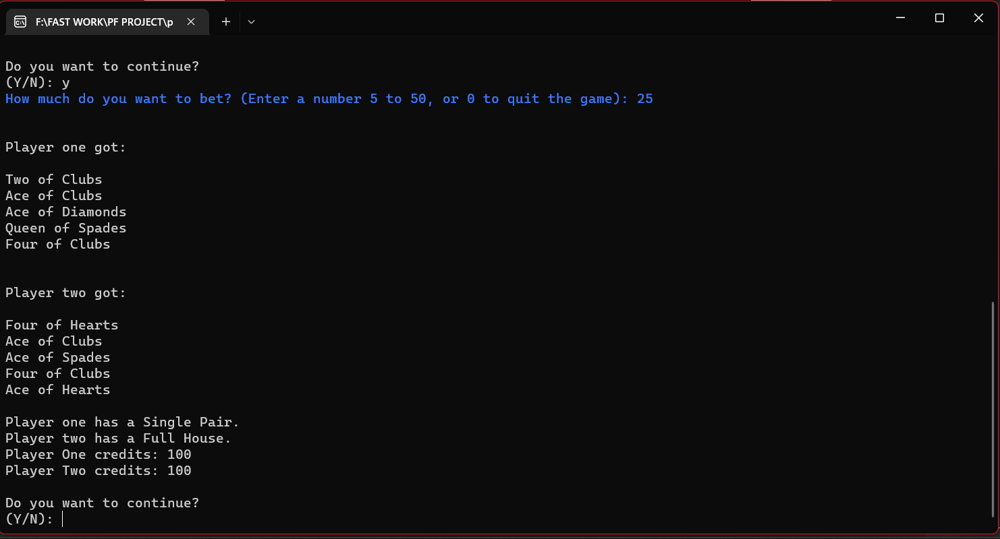 F:\FAST WORK\PF PROJECT\p
Do you want to continue?
(Y/N): y
How much do you want to bet? (Enter a number 5 to 50, or 0 to quit the game): 25
Player one got:
Two of Clubs
Ace of Clubs
Ace of Diamonds
Queen of Spades
Four of Clubs
Player two got:
Four of Hearts
Ace of Clubs
Ace of Spades
Four of Clubs
Ace of Hearts
Player one has a Single Pair.
Player two has a Full House.
Player One credits: 100
Player Two credits: 100
Do you want to continue?
(Y/N):